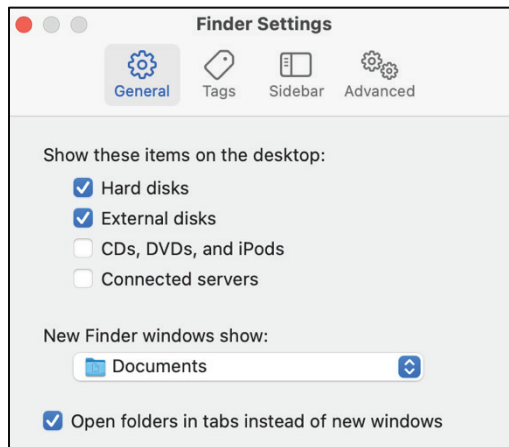 Finder Settings
General Tags Sidebar Advanced
Show these items on the desktop:
Hard disks
External disks
CDs, DVDs, and iPods
Connected servers
New Finder windows show:
Documents
Open folders in tabs instead of new windows